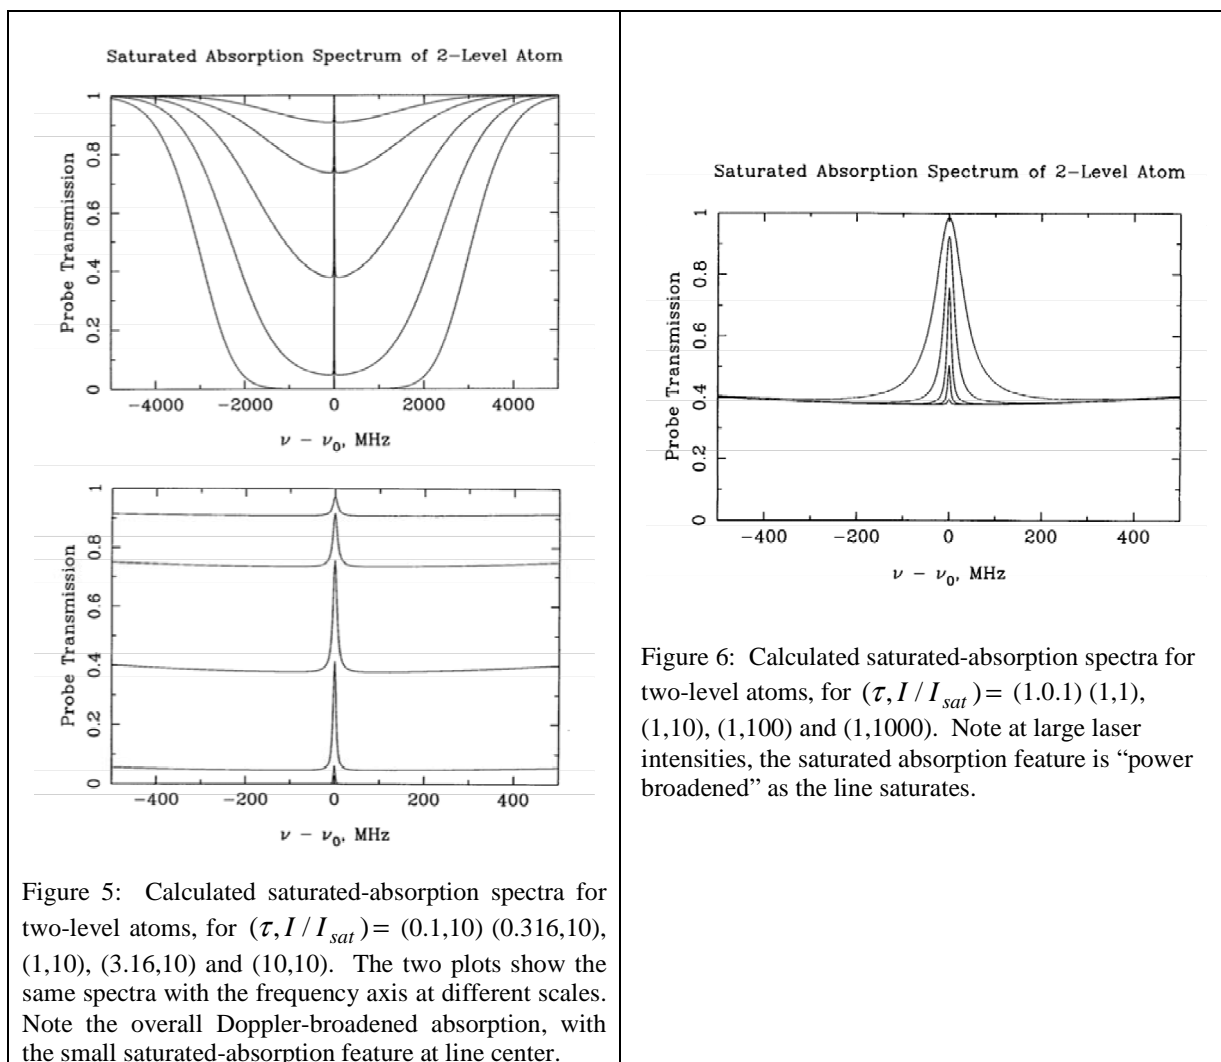 Saturated Absorption Spectrum of 2-Level Atom
Probe Transmission
1
0.8
0.6
0.4
0.2
0
-4000 -2000 0 2000 4000
ν - ν0, MHz
Probe Transmission
1
0.8
0.6
0.4
0.2
0
-400 -200 0 200 400
ν - ν0, MHz
Figure 5: Calculated saturated-absorption spectra for
two-level atoms, for (τ, I / Isat) = (0.1,10) (0.316,10),
(1,10), (3.16,10) and (10,10). The two plots show the
same spectra with the frequency axis at different scales.
Note the overall Doppler-broadened absorption, with
the small saturated-absorption feature at line center.
Saturated Absorption Spectrum of 2-Level Atom
Probe Transmission
1
0.8
0.6
0.4
0.2
0
-400 -200 0 200 400
ν - ν0, MHz
Figure 6: Calculated saturated-absorption spectra for
two-level atoms, for (τ, I / Isat) = (1.0.1) (1,1),
(1,10), (1,100) and (1,1000). Note at large laser
intensities, the saturated absorption feature is “power
broadened” as the line saturates.